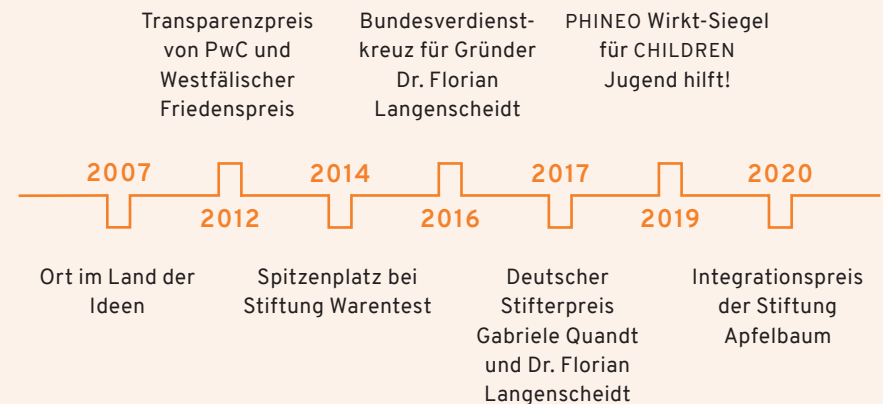 Transparenzpreis
von PwC und
Westfälischer
Friedenspreis
Bundesverdienst-
kreuz für Gründer
Dr. Florian
Langenscheidt
PHINEO Wirkt-Siegel
für CHILDREN
Jugend hilft!
2007
2014
2017
2020
2012
2016
2019
Ort im Land der
Ideen
Spitzenplatz bei
Stiftung Warentest
Deutscher
Stifterpreis
Gabriele Quandt
und Dr. Florian
Langenscheidt
Integrationspreis
der Stiftung
Apfelbaum